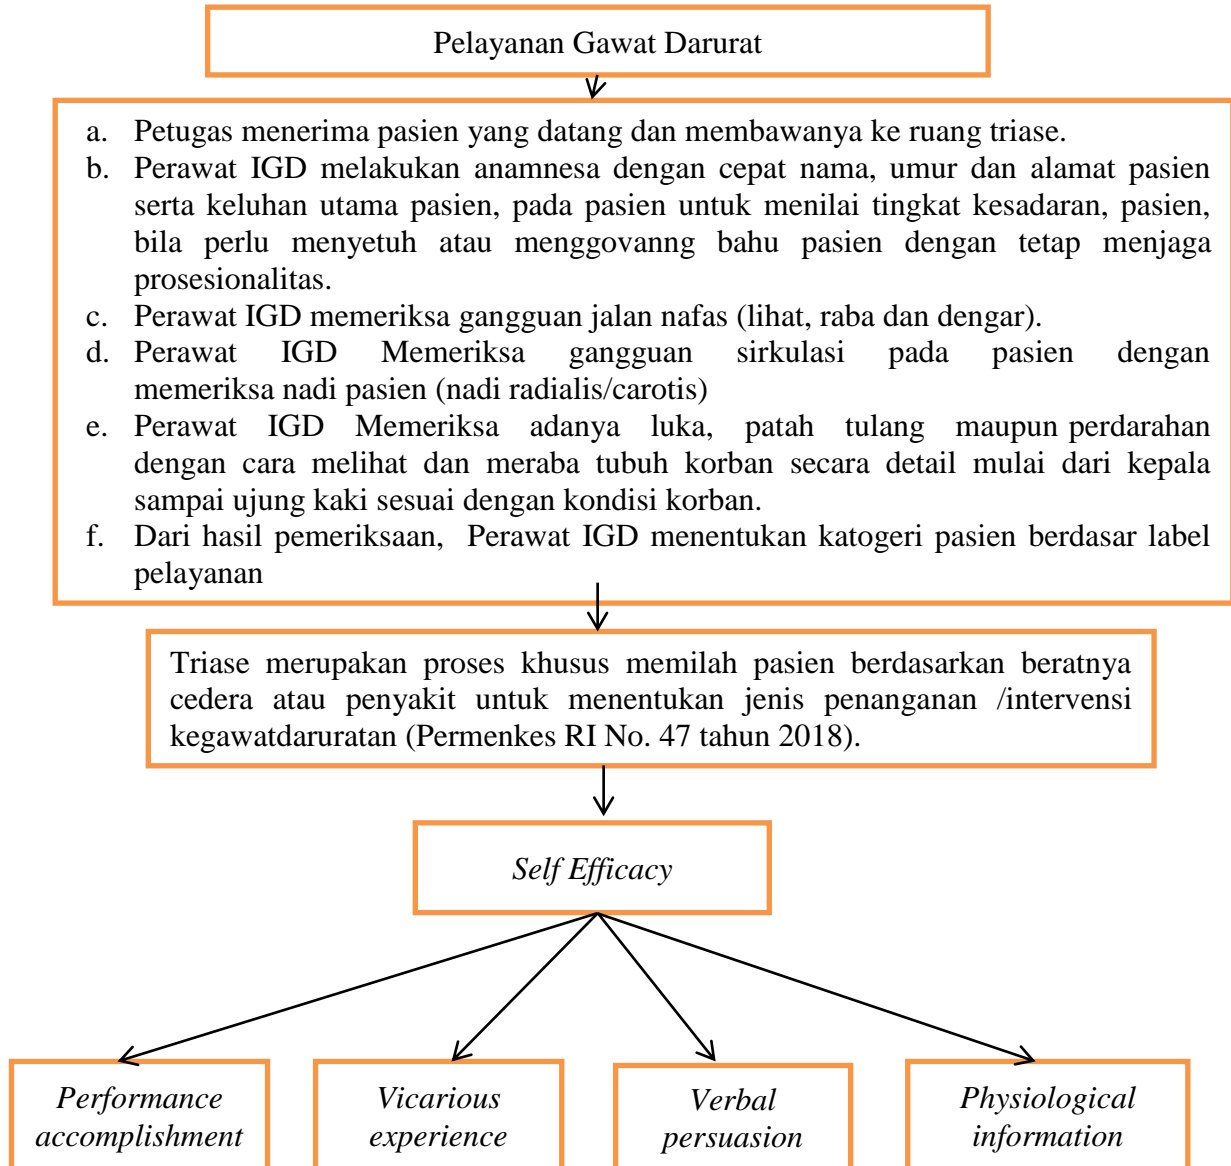 Pelayanan Gawat Darurat
a. Petugas menerima pasien yang datang dan membawanya ke ruang triase.
b. Perawat IGD melakukan anamnesa dengan cepat nama, umur dan alamat pasien
serta keluhan utama pasien, pada pasien untuk menilai tingkat kesadaran, pasien,
bila perlu menyetuh atau menggovanng bahu pasien dengan tetap menjaga
prosesionalitas.
c. Perawat IGD memeriksa gangguan jalan nafas (lihat, raba dan dengar).
d. Perawat IGD Memeriksa gangguan sirkulasi pada pasien dengan
memeriksa nadi pasien (nadi radialis/carotis)
e. Perawat IGD Memeriksa adanya luka, patah tulang maupun perdarahan
dengan cara melihat dan meraba tubuh korban secara detail mulai dari kepala
sampai ujung kaki sesuai dengan kondisi korban.
f. Dari hasil pemeriksaan, Perawat IGD menentukan katogeri pasien berdasar label
pelayanan
Triase merupakan proses khusus memilah pasien berdasarkan beratnya
cedera atau penyakit untuk menentukan jenis penanganan /intervensi
kegawatdaruratan (Permenkes RI No. 47 tahun 2018).
Self Efficacy
Performance
accomplishment
Vicarious
experience
Verbal
persuasion
Physiological
information